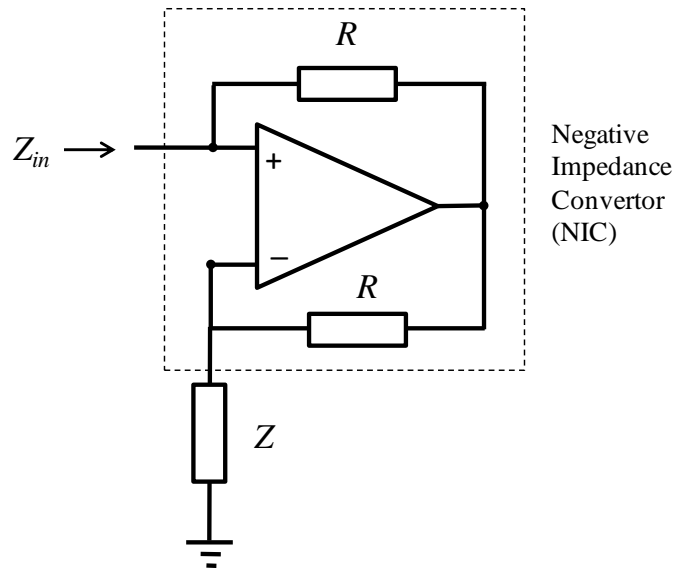 R
Z_in
+
−
R
Negative
Impedance
Convertor
(NIC)
Z